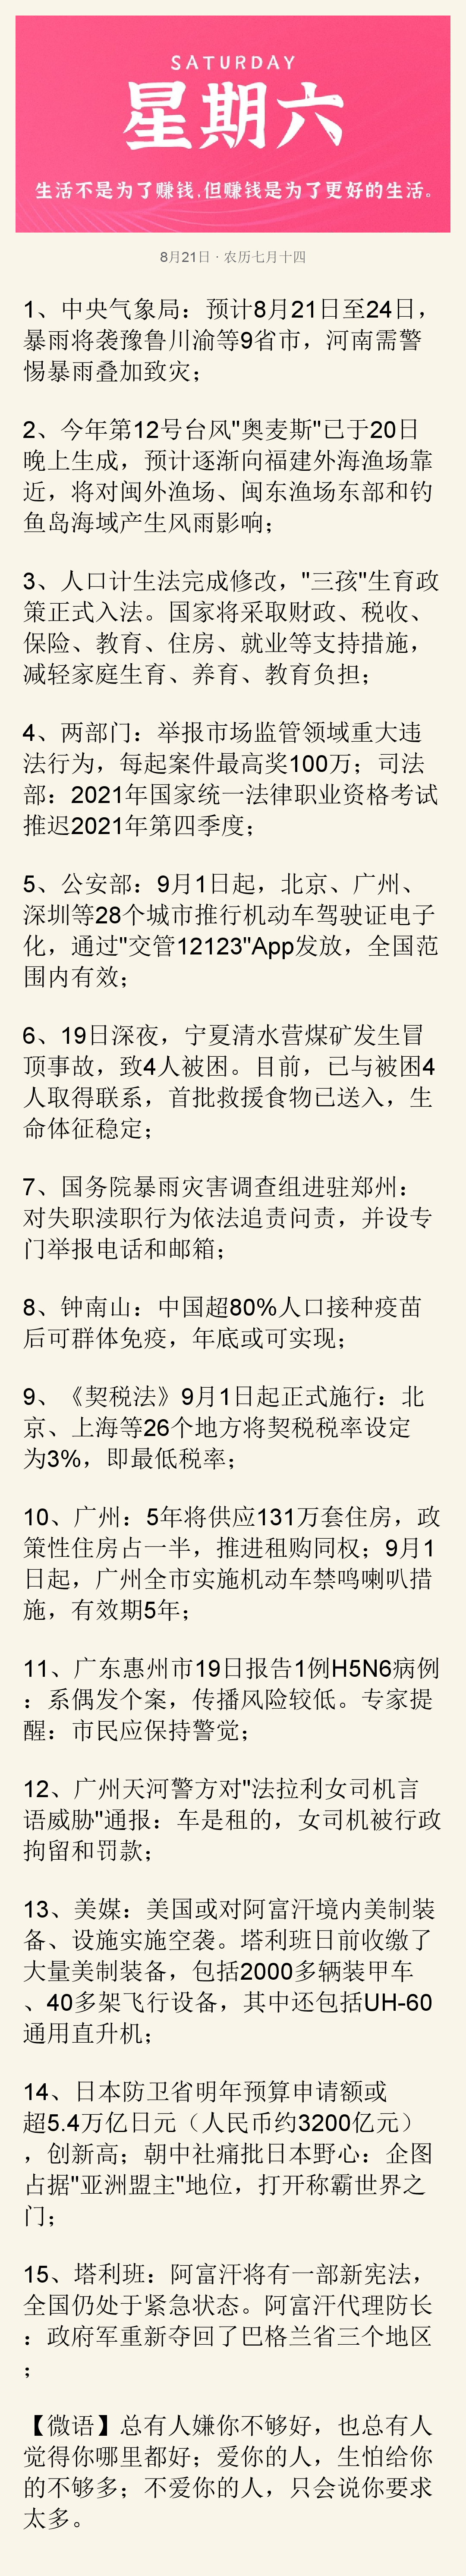 SATURDAY
星期六
生活不是为了赚钱,但赚钱是为了更好的生活。
8月21日 · 农历七月十四
1、中央气象局：预计8月21日至24日，
暴雨将袭豫鲁川渝等9省市，河南需警
惕暴雨叠加致灾；
2、今年第12号台风"奥麦斯"已于20日
晚上生成，预计逐渐向福建外海渔场靠
近，将对闽外渔场、闽东渔场东部和钓
鱼岛海域产生风雨影响；
3、人口计生法完成修改，"三孩"生育政
策正式入法。国家将采取财政、税收、
保险、教育、住房、就业等支持措施，
减轻家庭生育、养育、教育负担；
4、两部门：举报市场监管领域重大违
法行为，每起案件最高奖100万；司法
部：2021年国家统一法律职业资格考试
推迟2021年第四季度；
5、公安部：9月1日起，北京、广州、
深圳等28个城市推行机动车驾驶证电子
化，通过"交管12123"App发放，全国范
围内有效；
6、19日深夜，宁夏清水营煤矿发生冒
顶事故，致4人被困。目前，已与被困4
人取得联系，首批救援食物已送入，生
命体征稳定；
7、国务院暴雨灾害调查组进驻郑州：
对失职渎职行为依法追责问责，并设专
门举报电话和邮箱；
8、钟南山：中国超80%人口接种疫苗
后可群体免疫，年底或可实现；
9、《契税法》9月1日起正式施行：北
京、上海等26个地方将契税税率设定
为3%，即最低税率；
10、广州：5年将供应131万套住房，政
策性住房占一半，推进租购同权；9月1
日起，广州全市实施机动车禁鸣喇叭措
施，有效期5年；
11、广东惠州市19日报告1例H5N6病例
：系偶发个案，传播风险较低。专家提
醒：市民应保持警觉；
12、广州天河警方对"法拉利女司机言
语威胁"通报：车是租的，女司机被行政
拘留和罚款；
13、美媒：美国或对阿富汗境内美制装
备、设施实施空袭。塔利班日前收缴了
大量美制装备，包括2000多辆装甲车
、40多架飞行设备，其中还包括UH-60
通用直升机；
14、日本防卫省明年预算申请额或
超5.4万亿日元（人民币约3200亿元）
，创新高；朝中社痛批日本野心：企图
占据"亚洲盟主"地位，打开称霸世界之
门；
15、塔利班：阿富汗将有一部新宪法，
全国仍处于紧急状态。阿富汗代理防长
：政府军重新夺回了巴格兰省三个地区
；
【微语】总有人嫌你不够好，也总有人
觉得你哪里都好；爱你的人，生怕给你
的不够多；不爱你的人，只会说你要求
太多。